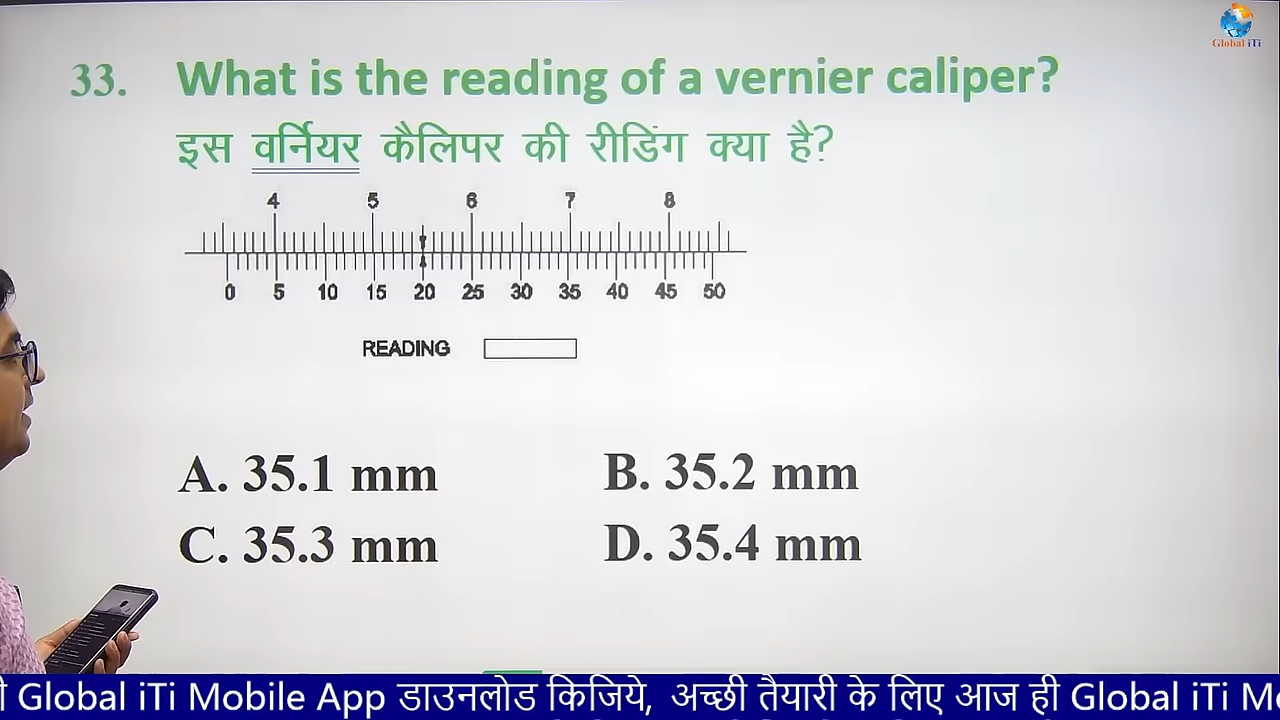 Global iTi
33. What is the reading of a vernier caliper?
इस वर्नियर कैलिपर की रीडिंग क्या है?
4 5 6 7 8
0 5 10 15 20 25 30 35 40 45 50
READING
A. 35.1 mm B. 35.2 mm
C. 35.3 mm D. 35.4 mm
Global iTi Mobile App डाउनलोड किजिये, अच्छी तैयारी के लिए आज ही Global iTi